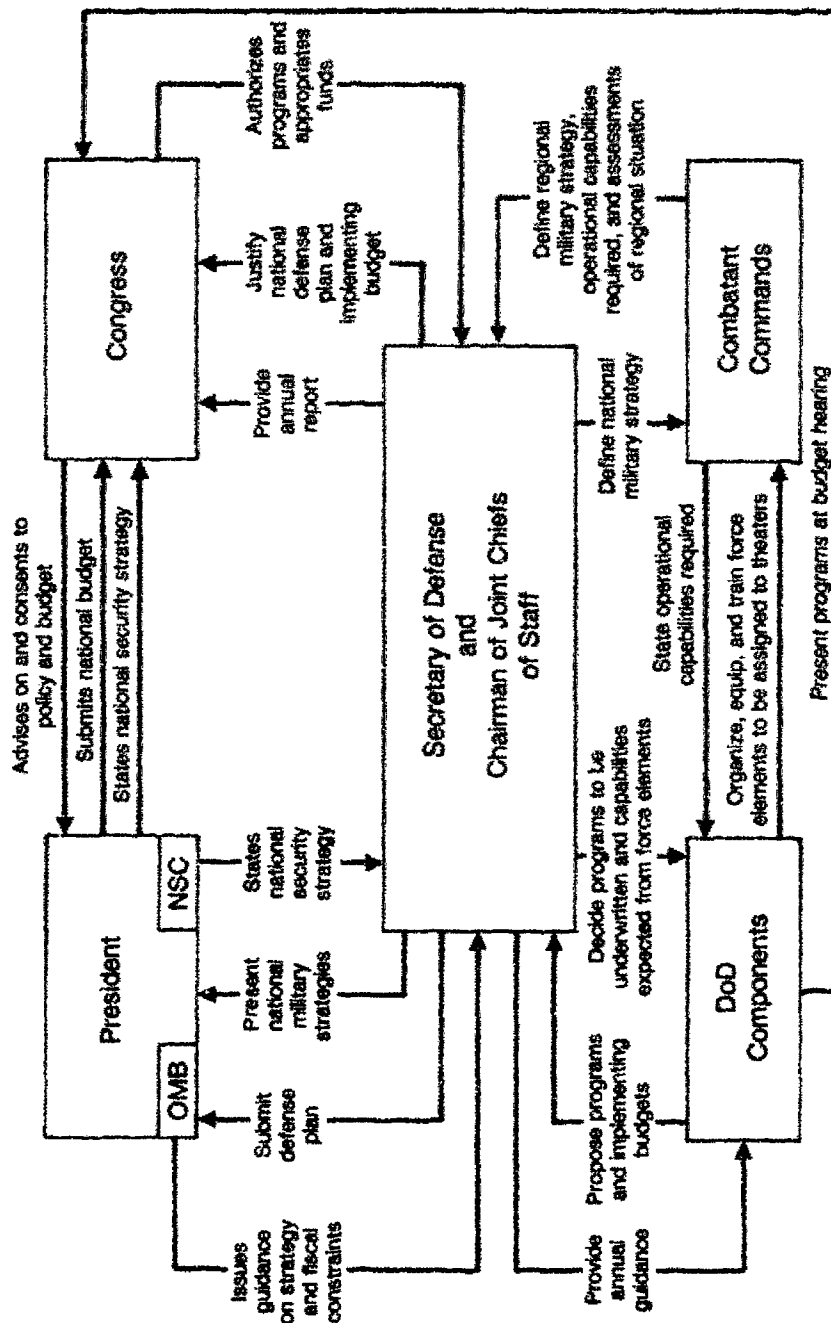 Advises on and consents to
policy and budget
Submits national budget
States national security strategy
President
OMB
NSC
Congress
Issues
guidance
on strategy
and fiscal
constraints
Submit
defense
plan
Present
national
military
strategies
States
national
security
strategy
Provide
annual
report
Justify
national
defense
plan and
implementing
budget
Authorizes
programs and
appropriates
funds
Secretary of Defense
and
Chairman of Joint Chiefs
of Staff
Provide
annual
guidance
Propose programs
and implementing
budgets
Decide programs to be
underwritten and capabilities
expected from force elements
Define national
military strategy
Define regional
military strategy,
operational capabilities
required, and assessments
of regional situation
State operational
capabilities required
Organize, equip, and train force
elements to be assigned to theaters
DoD
Components
Combatant
Commands
Present programs at budget hearing